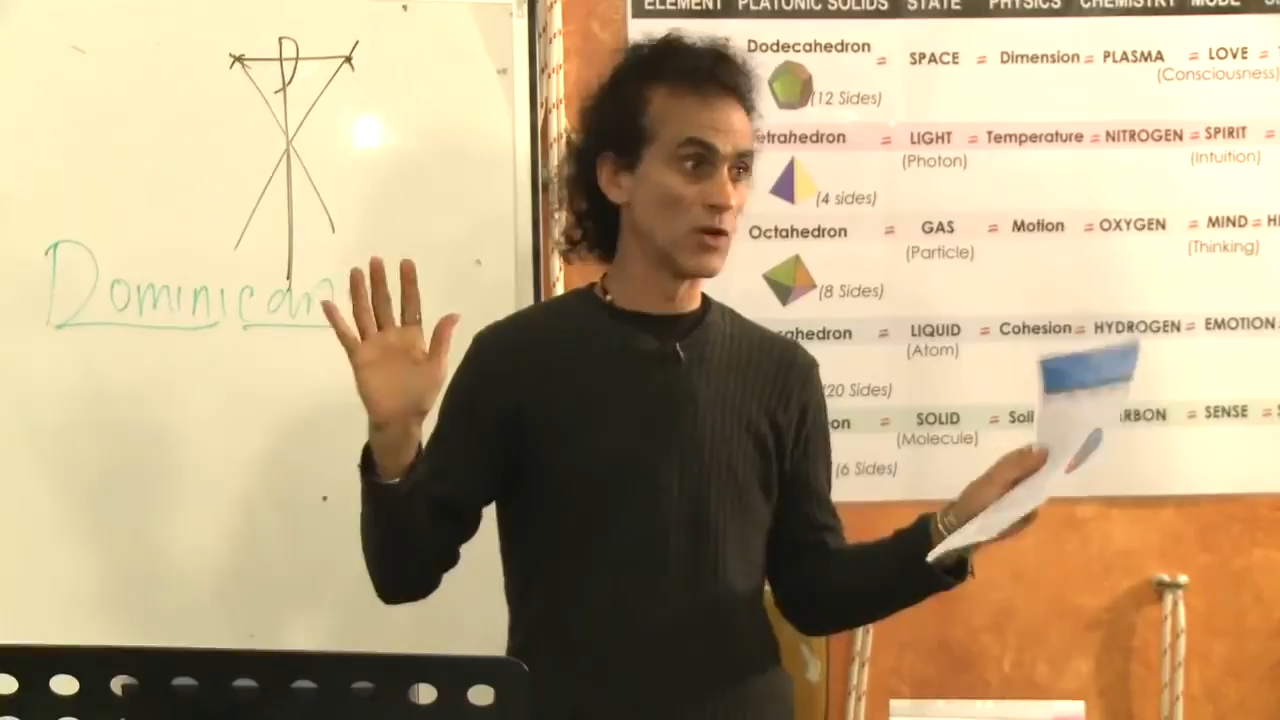 P
Dominican
ELEMENT PLATONIC SOLIDS STATE PHYSICS CHEMISTRY MODE
Dodecahedron = SPACE = Dimension = PLASMA = LOVE =
(12 Sides) (Consciousness)
etrahedron = LIGHT = Temperature = NITROGEN = SPIRIT =
(Photon) (Intuition)
(4 sides)
Octahedron = GAS = Motion = OXYGEN = MIND = HI
(Particle) (Thinking)
(8 Sides)
ahedron = LIQUID = Cohesion = HYDROGEN = EMOTION
(Atom)
(20 Sides)
on = SOLID = Soli RBON = SENSE =
(Molecule)
(6 Sides)